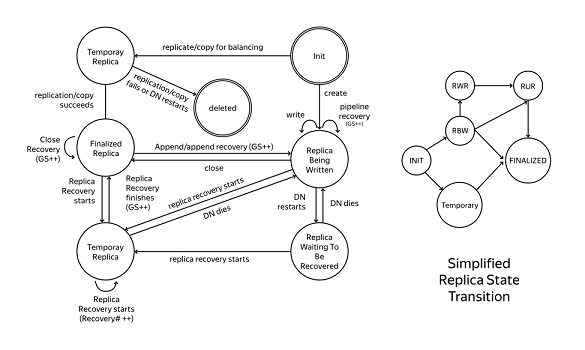 Temporay
Replica
replicate/copy for balancing
Init
replication/copy
fails or DN restarts
deleted
create
replication/copy
succeeds
write
pipeline
recovery
(GS++)
Close
Recovery
(GS++)
Finalized
Replica
Append/append recovery (GS++)
close
Replica
Being
Written
Replica
Recovery
starts
Replica
Recovery
finishes
(GS++)
replica recovery starts
DN dies
DN
restarts
DN dies
Temporay
Replica
replica recovery starts
Replica
Waiting To
Be
Recovered
Replica
Recovery starts
(Recovery# ++)
RWR
RUR
RBW
INIT
FINALIZED
Temporary
Simplified
Replica State
Transition